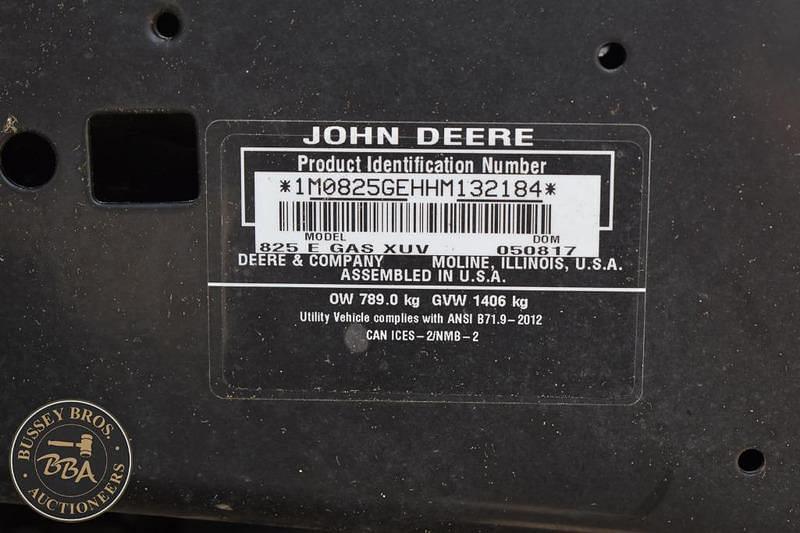 JOHN DEERE
Product Identification Number
*1M0825GEHHM132184*
MODEL DOM
825 E GAS XUV 050817
DEERE & COMPANY MOLINE, ILLINOIS, U.S.A.
ASSEMBLED IN U.S.A.
OW 789.0 kg GVW 1406 kg
Utility Vehicle complies with ANSI B71.9-2012
CAN ICES-2/NMB-2
BUSSEY BROS.
BBA
AUCTIONEERS